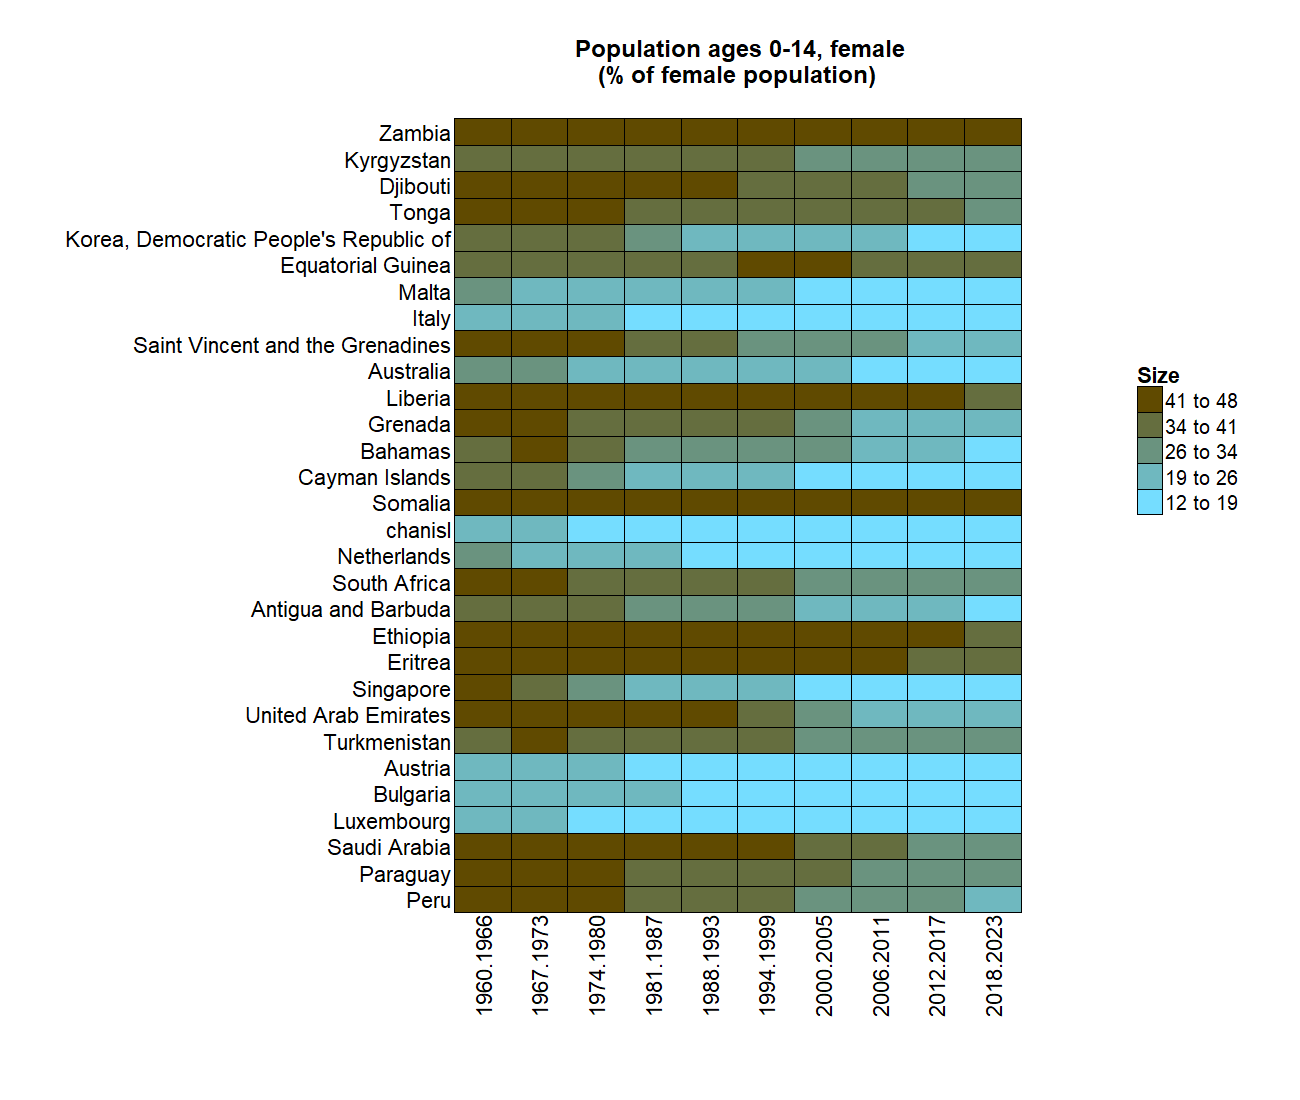 Population ages 0-14, female
(% of female population)
Zambia
Kyrgyzstan
Djibouti
Tonga
Korea, Democratic People's Republic of
Equatorial Guinea
Malta
Italy
Saint Vincent and the Grenadines
Australia
Liberia
Grenada
Bahamas
Cayman Islands
Somalia
chanisl
Netherlands
South Africa
Antigua and Barbuda
Ethiopia
Eritrea
Singapore
United Arab Emirates
Turkmenistan
Austria
Bulgaria
Luxembourg
Saudi Arabia
Paraguay
Peru
1960.1966
1967.1973
1974.1980
1981.1987
1988.1993
1994.1999
2000.2005
2006.2011
2012.2017
2018.2023
Size
41 to 48
34 to 41
26 to 34
19 to 26
12 to 19